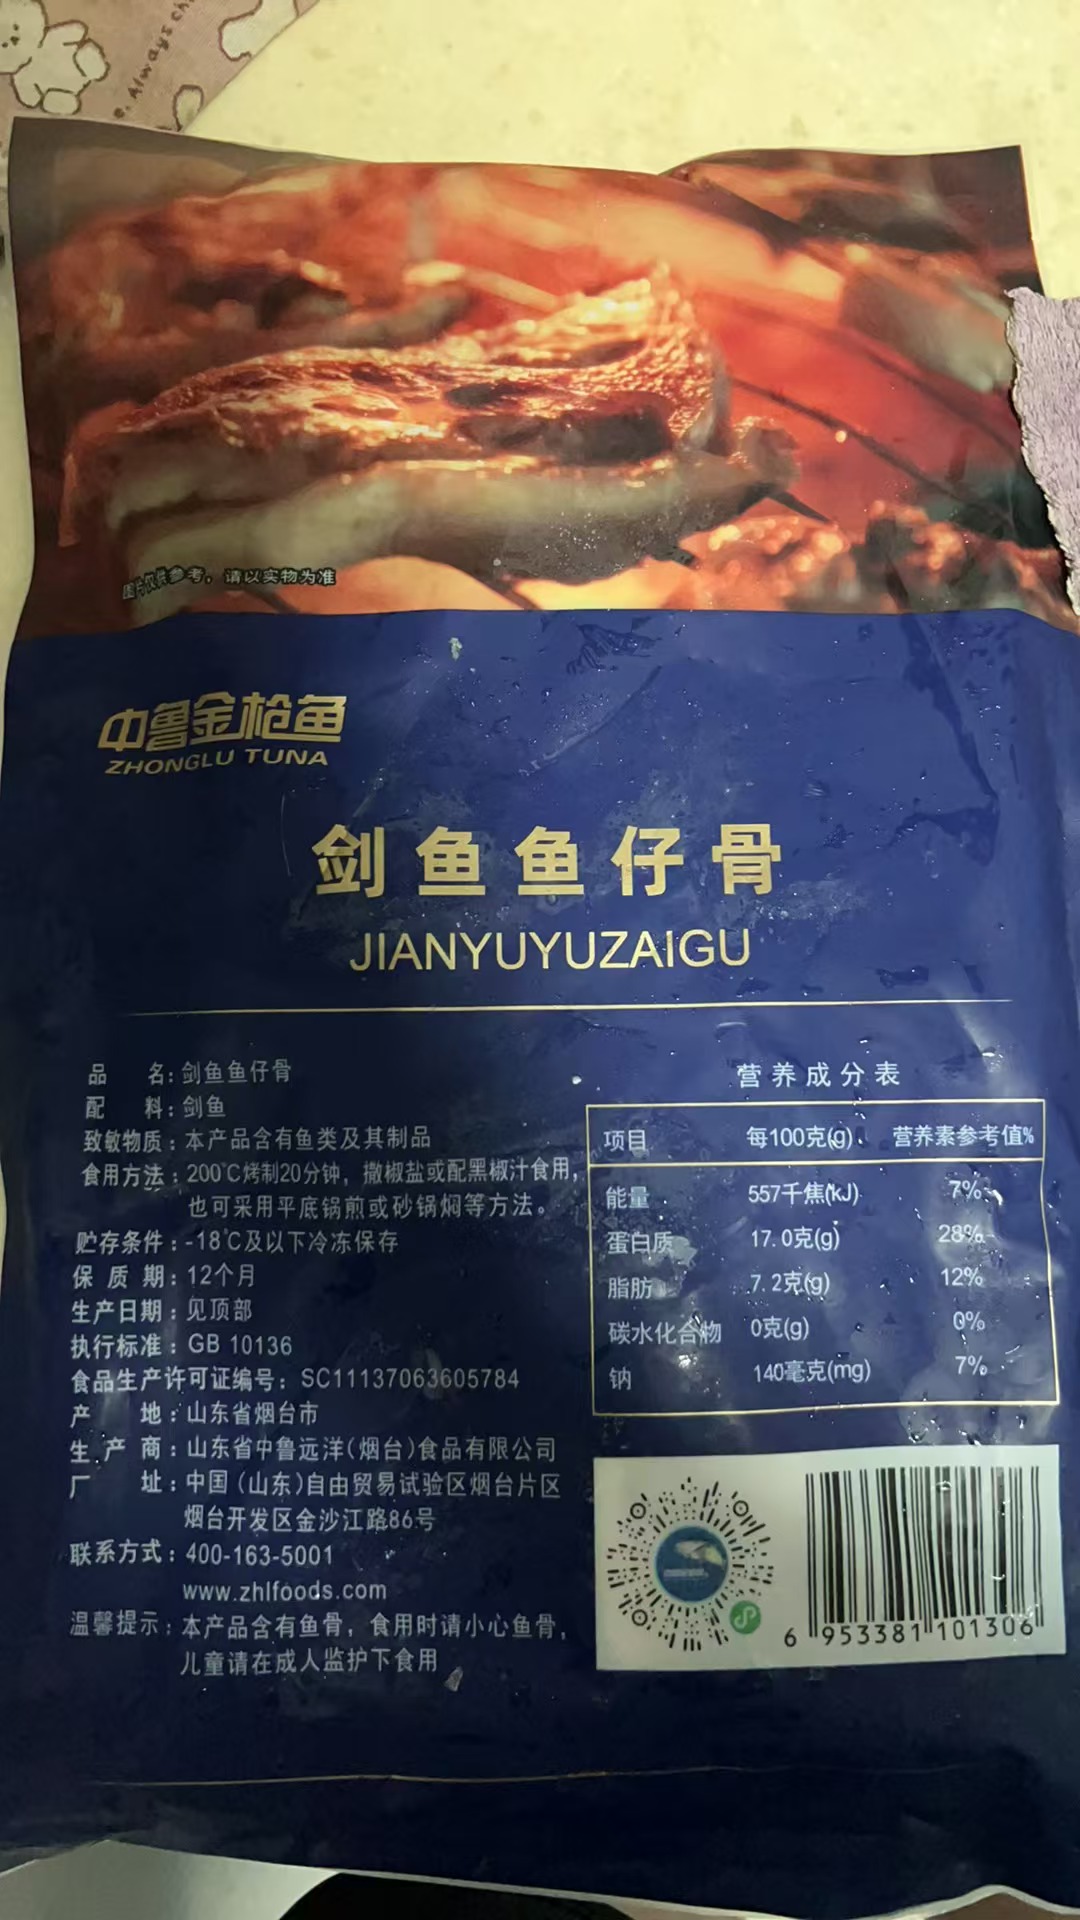 e. Always ch
图片仅供参考，请以实物为准
中鲁金枪鱼
ZHONGLU TUNA
剑鱼鱼仔骨
JIANYUYUZAIGU
品 名：剑鱼鱼仔骨
配 料：剑鱼
致敏物质：本产品含有鱼类及其制品
食用方法：200℃烤制20分钟，撒椒盐或配黑椒汁食用，
也可采用平底锅煎或砂锅焖等方法。
贮存条件：-18℃及以下冷冻保存
保 质 期：12个月
生产日期：见顶部
执行标准：GB 10136
食品生产许可证编号：SC11137063605784
产 地：山东省烟台市
生 产 商：山东省中鲁远洋（烟台）食品有限公司
厂 址：中国（山东）自由贸易试验区烟台片区
烟台开发区金沙江路86号
联系方式：400-163-5001
www.zhlfoods.com
温馨提示：本产品含有鱼骨，食用时请小心鱼骨，
儿童请在成人监护下食用
营养成分表
项目 每100克(g) 营养素参考值%
能量 557千焦(kJ) 7%
蛋白质 17.0克(g) 28%
脂肪 7.2克(g) 12%
碳水化合物 0克(g) 0%
钠 140毫克(mg) 7%
6 953381 101306